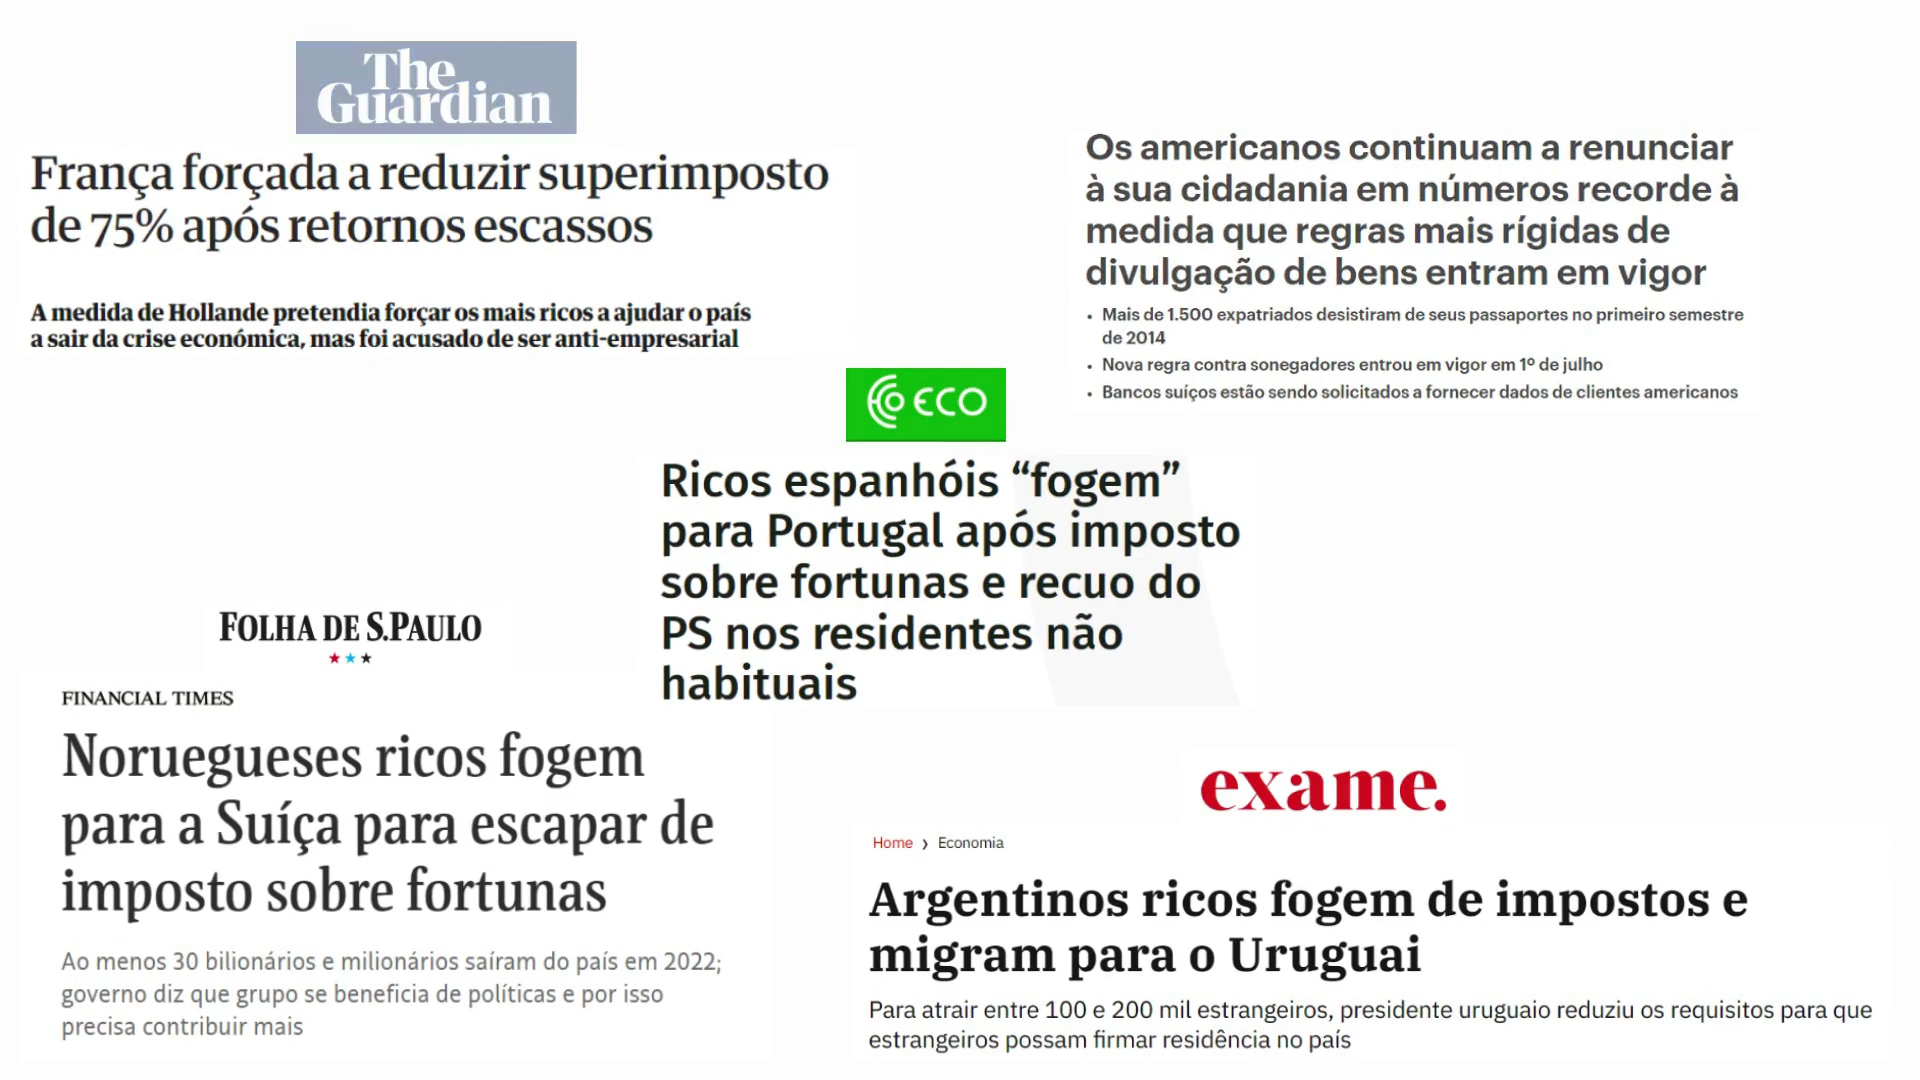 The
Guardian
França forçada a reduzir superimposto
de 75% após retornos escassos
A medida de Hollande pretendia forçar os mais ricos a ajudar o país
a sair da crise económica, mas foi acusado de ser anti-empresarial
Os americanos continuam a renunciar
à sua cidadania em números recorde à
medida que regras mais rígidas de
divulgação de bens entram em vigor
• Mais de 1.500 expatriados desistiram de seus passaportes no primeiro semestre
de 2014
• Nova regra contra sonegadores entrou em vigor em 1º de julho
• Bancos suíços estão sendo solicitados a fornecer dados de clientes americanos
ECO
Ricos espanhóis “fogem”
para Portugal após imposto
sobre fortunas e recuo do
PS nos residentes não
habituais
FOLHA DE S.PAULO
FINANCIAL TIMES
Noruegueses ricos fogem
para a Suíça para escapar de
imposto sobre fortunas
Ao menos 30 bilionários e milionários saíram do país em 2022;
governo diz que grupo se beneficia de políticas e por isso
precisa contribuir mais
exame.
Home › Economia
Argentinos ricos fogem de impostos e
migram para o Uruguai
Para atrair entre 100 e 200 mil estrangeiros, presidente uruguaio reduziu os requisitos para que
estrangeiros possam firmar residência no país